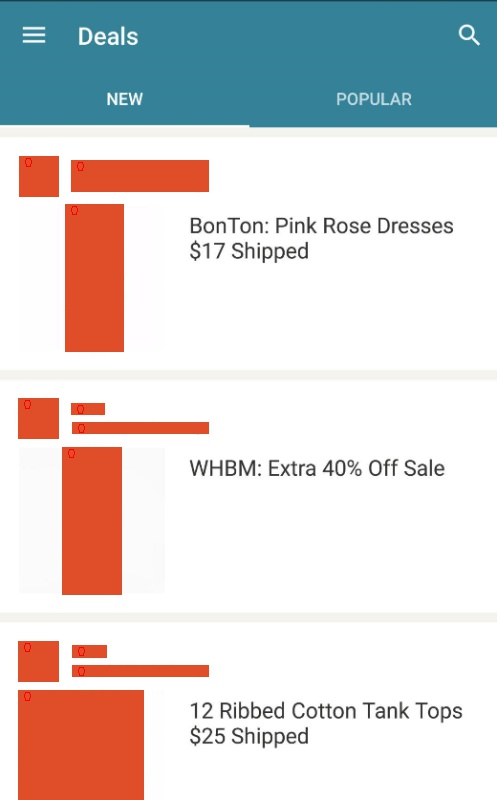 Deals
NEW
POPULAR
BonTon: Pink Rose Dresses
$17 Shipped
WHBM: Extra 40% Off Sale
12 Ribbed Cotton Tank Tops
$25 Shipped